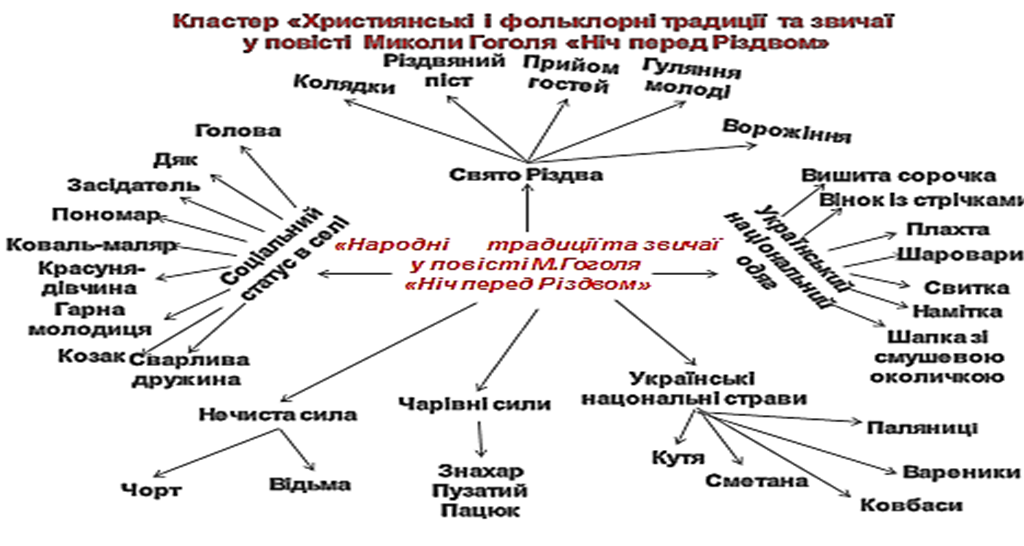 Кластер «Християнські і фольклорні традиції та звичаї
у повісті Миколи Гоголя «Ніч перед Різдвом»
Колядки
Різдвяний
піст
Прийом
гостей
Гуляння
молоді
Ворожіння
Свято Різдва
Голова
Дяк
Засідатель
Пономар
Коваль-маляр
Красуня-
дівчина
Гарна
молодиця
Козак
Сварлива
дружина
Соціальний
статус в селі
«Народні традиції та звичаї
у повісті М.Гоголя
«Ніч перед Різдвом»
Український
національний
одяг
Вишита сорочка
Вінок із стрічками
Плахта
Шаровари
Свитка
Намітка
Шапка зі
смушевою
околичкою
Нечиста сила
Чорт
Відьма
Чарівні сили
Знахар
Пузатий
Пацюк
Українські
нацональні страви
Кутя
Сметана
Паляниці
Вареники
Ковбаси